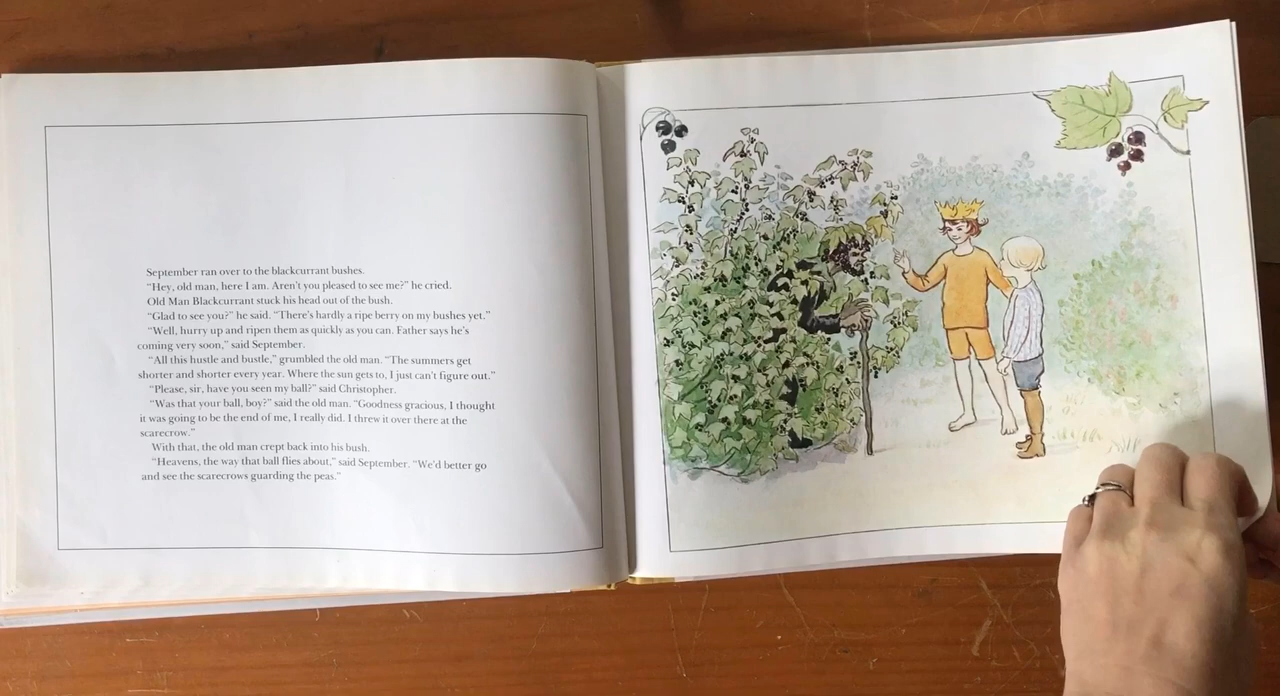 September ran over to the blackcurrant bushes.
“Hey, old man, here I am. Aren’t you pleased to see me?” he cried.
Old Man Blackcurrant stuck his head out of the bush.
“Glad to see you?” he said. “There’s hardly a ripe berry on my bushes yet.”
“Well, hurry up and ripen them as quickly as you can. Father says he’s
coming very soon,” said September.
“All this hustle and bustle,” grumbled the old man. “The summers get
shorter and shorter every year. Where the sun gets to, I just can’t figure out.”
“Please, sir, have you seen my ball?” said Christopher.
“Was that your ball, boy?” said the old man. “Goodness gracious, I thought
it was going to be the end of me, I really did. I threw it over there at the
scarecrow.”
With that, the old man crept back into his bush.
“Heavens, the way that ball flies about,” said September. “We’d better go
and see the scarecrows guarding the peas.”